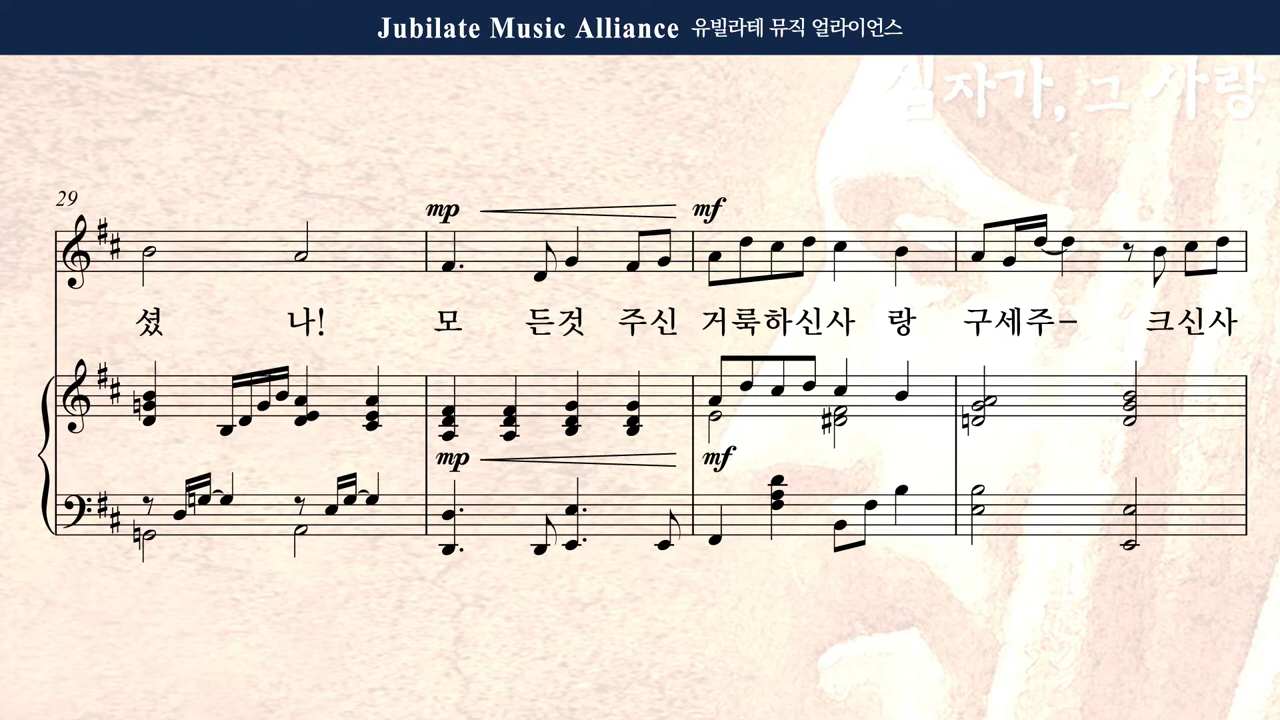 Jubilate Music Alliance 유빌라테 뮤직 얼라이언스
십자가, 그 사랑
29
mp mf
셨 나! 모 든것 주신 거룩하신사 랑 구세주– 크신사
mp mf